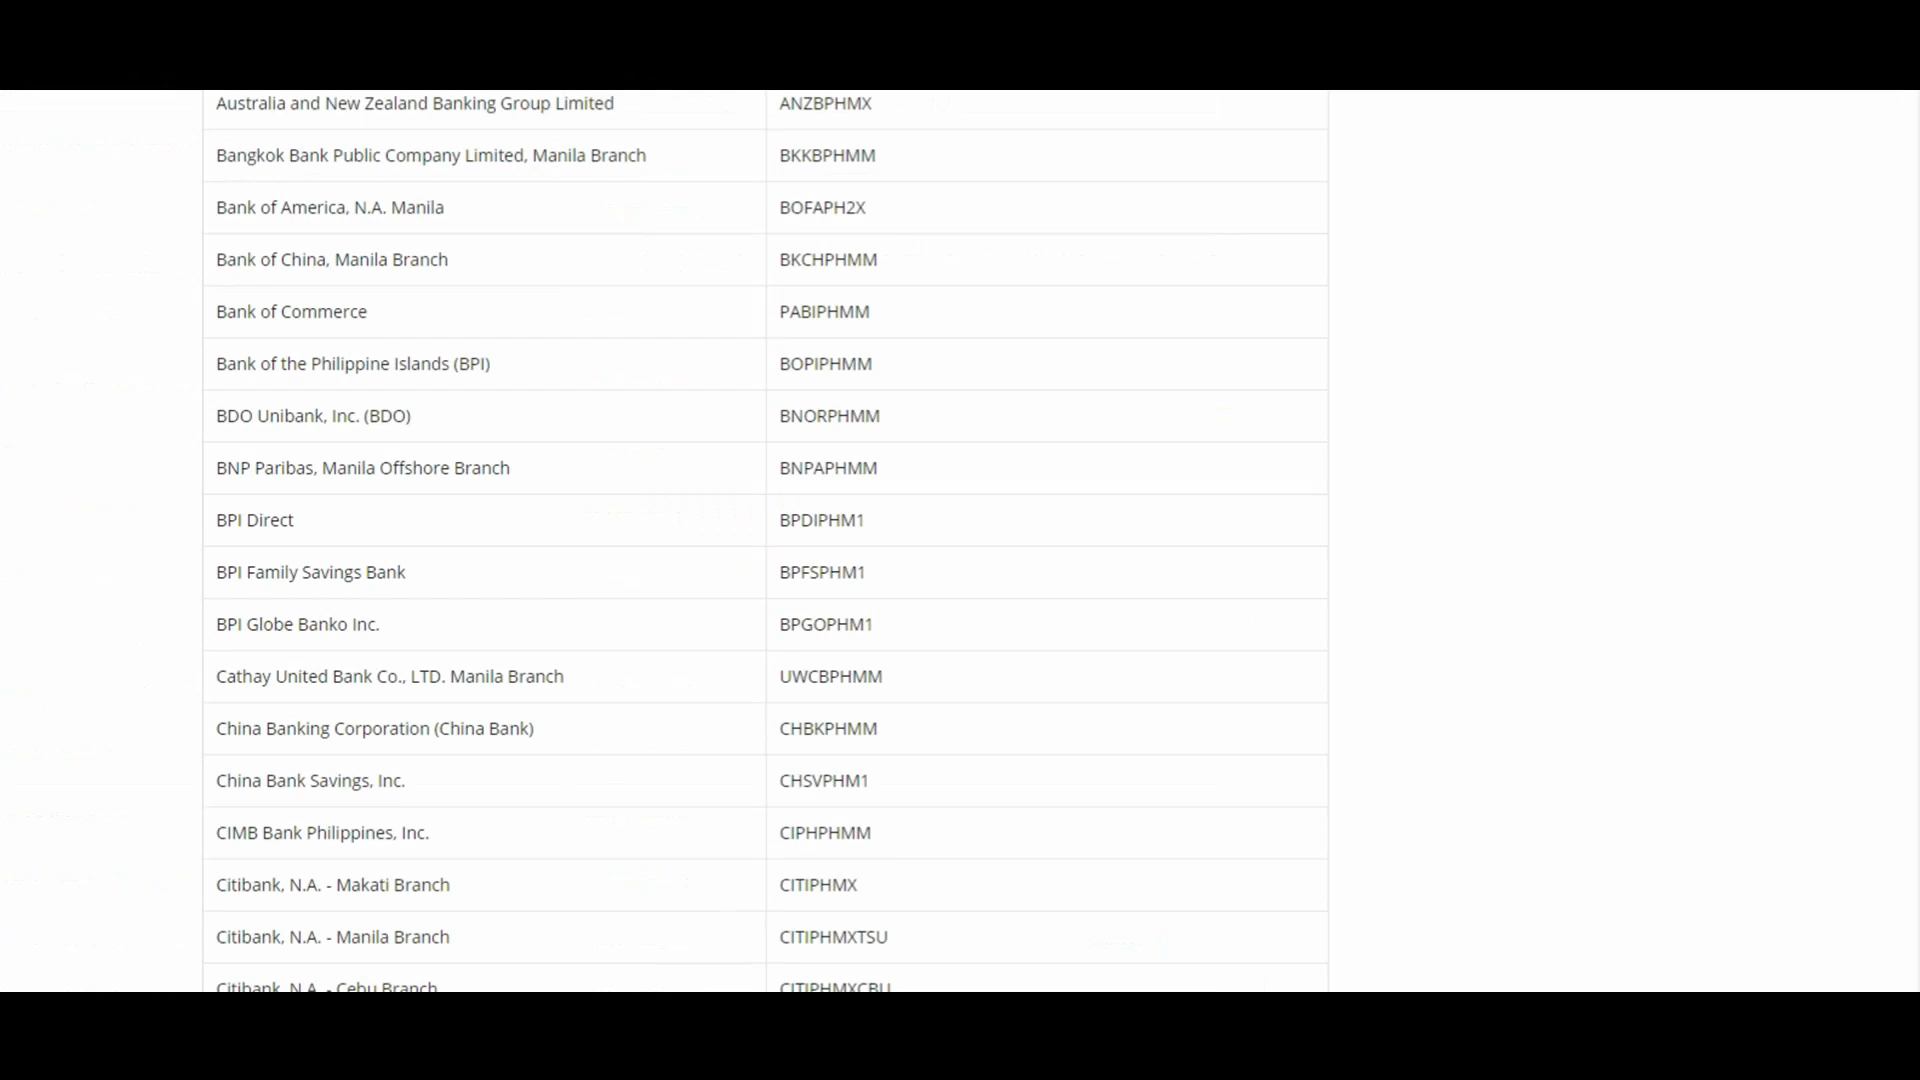 Australia and New Zealand Banking Group Limited ANZBPHMX
Bangkok Bank Public Company Limited, Manila Branch BKKBPHMM
Bank of America, N.A. Manila BOFAPH2X
Bank of China, Manila Branch BKCHPHMM
Bank of Commerce PABIPHMM
Bank of the Philippine Islands (BPI) BOPIPHMM
BDO Unibank, Inc. (BDO) BNORPHMM
BNP Paribas, Manila Offshore Branch BNPAPHMM
BPI Direct BPDIPHM1
BPI Family Savings Bank BPFSPHM1
BPI Globe Banko Inc. BPGOPHM1
Cathay United Bank Co., LTD. Manila Branch UWCBPHMM
China Banking Corporation (China Bank) CHBKPHMM
China Bank Savings, Inc. CHSVPHM1
CIMB Bank Philippines, Inc. CIPHPHMM
Citibank, N.A. - Makati Branch CITIPHMX
Citibank, N.A. - Manila Branch CITIPHMXTSU
Citibank, N.A. - Cebu Branch CITIPHMXCBU